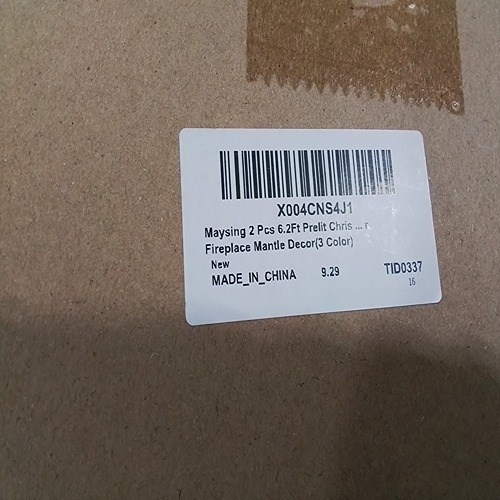 X004CNS4J1
Maysing 2 Pcs 6.2Ft Prelit Chris ... r
Fireplace Mantle Decor(3 Color)
New
MADE_IN_CHINA 9.29 TID0337
16